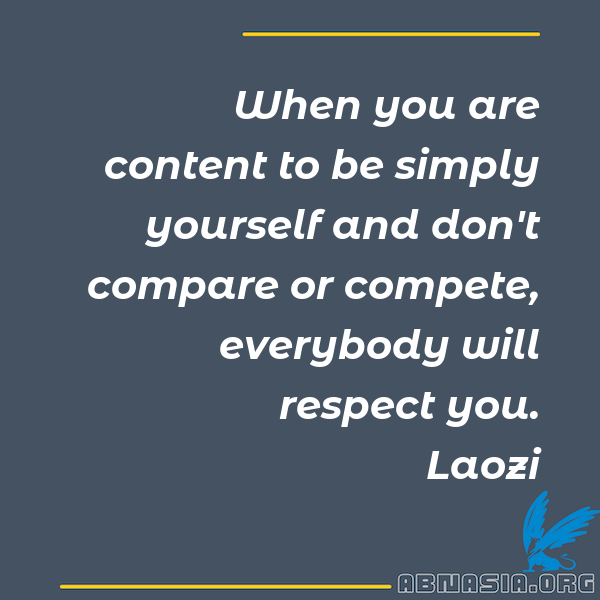 When you are
content to be simply
yourself and don't
compare or compete,
everybody will
respect you.
Laozi
ABNASIA.ORG